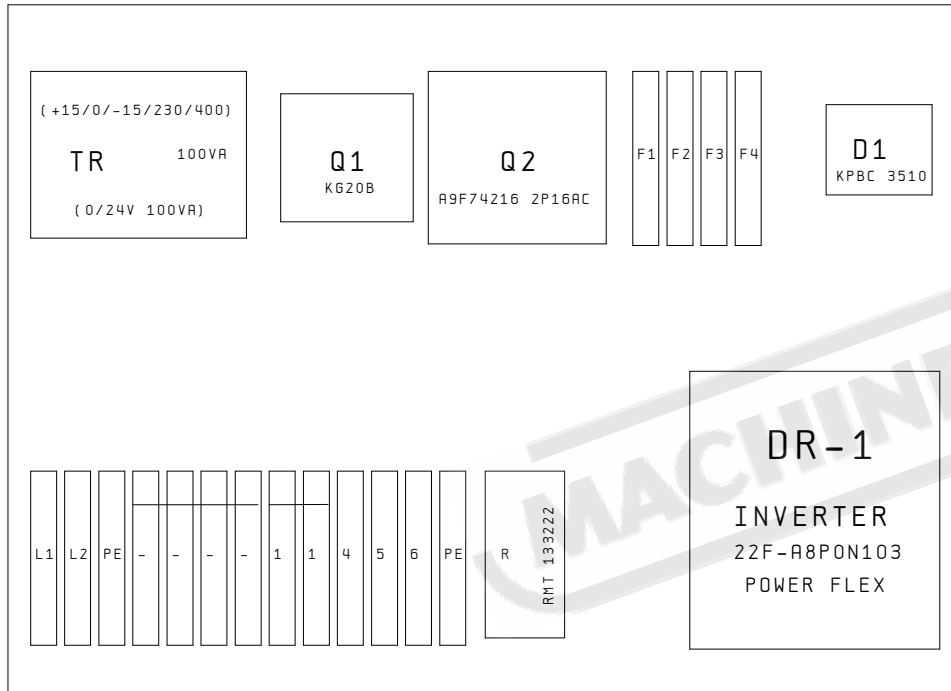 (+15/0/-15/230/400)
TR 100VA
(0/24V 100VA)
Q1
KG20B
Q2
A9F74216 2P16AC
F1 F2 F3 F4
D1
KPBC 3510
DR-1
INVERTER
22F-A8P0N103
POWER FLEX
L1 L2 PE - - - - 1 1 4 5 6 PE
R
RMT 133222
MACHINE